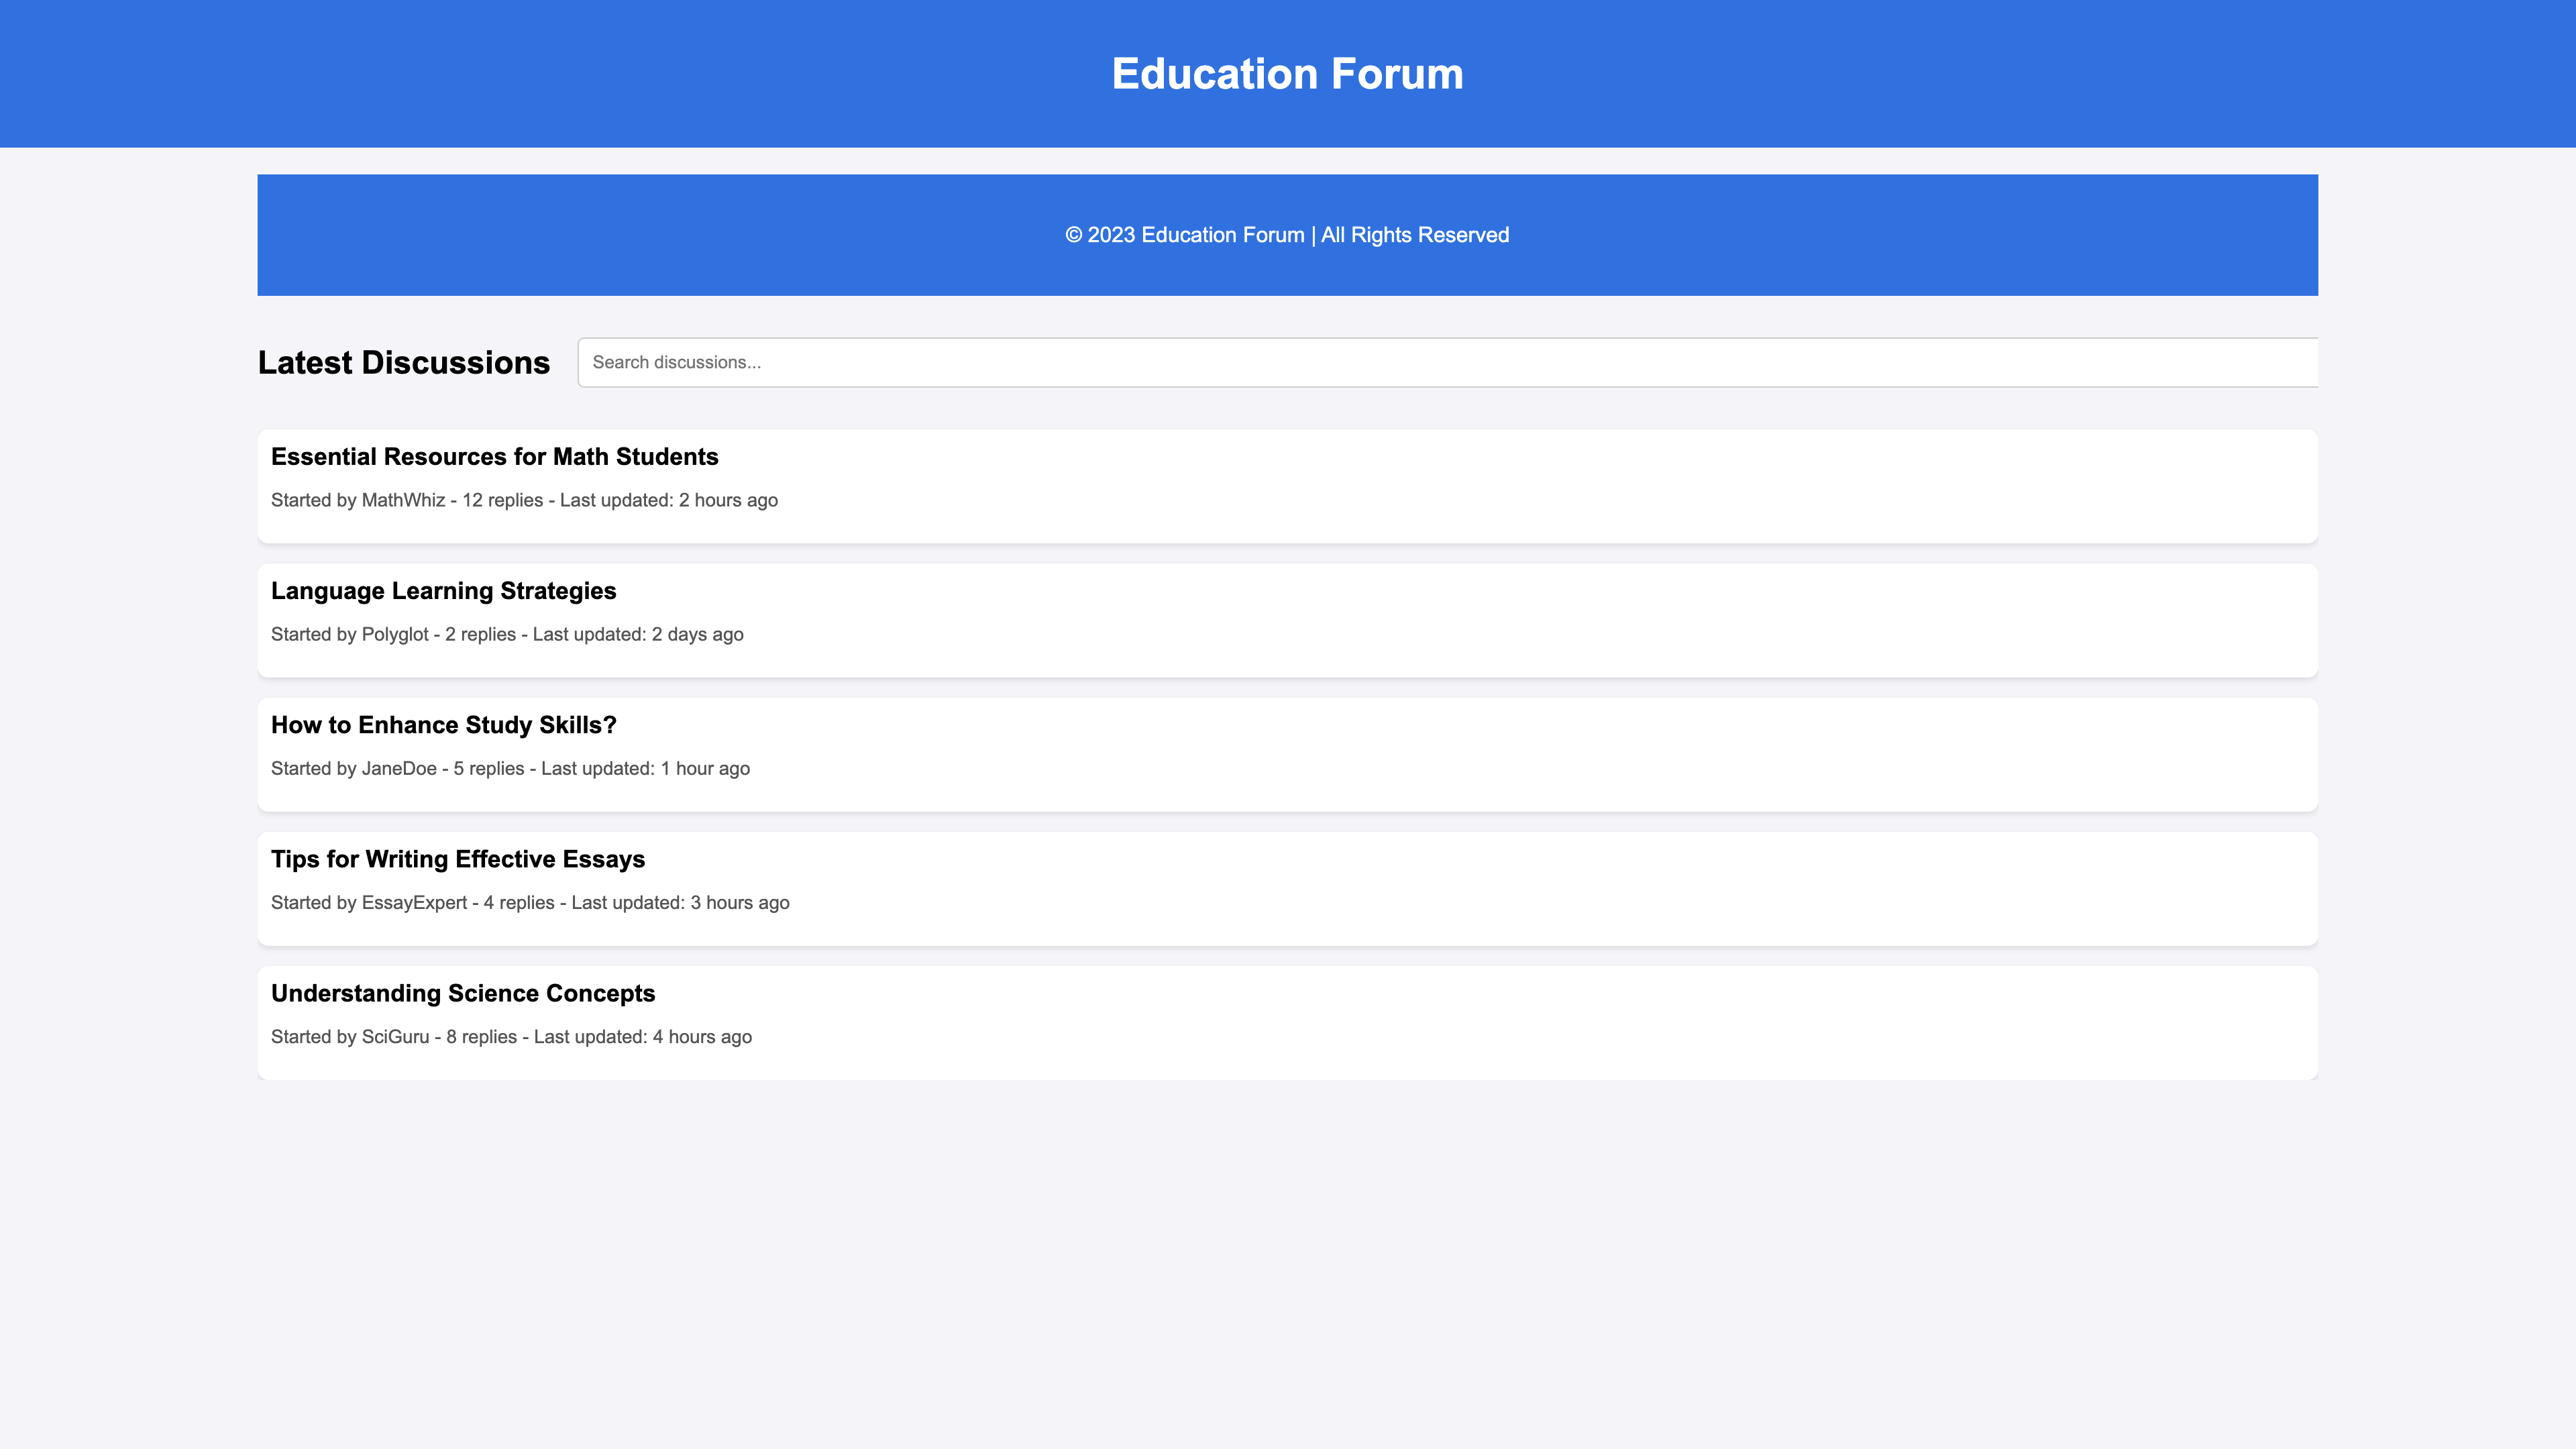 Education Forum
© 2023 Education Forum | All Rights Reserved
Latest Discussions
Search discussions...
Essential Resources for Math Students
Started by MathWhiz - 12 replies - Last updated: 2 hours ago
Language Learning Strategies
Started by Polyglot - 2 replies - Last updated: 2 days ago
How to Enhance Study Skills?
Started by JaneDoe - 5 replies - Last updated: 1 hour ago
Tips for Writing Effective Essays
Started by EssayExpert - 4 replies - Last updated: 3 hours ago
Understanding Science Concepts
Started by SciGuru - 8 replies - Last updated: 4 hours ago